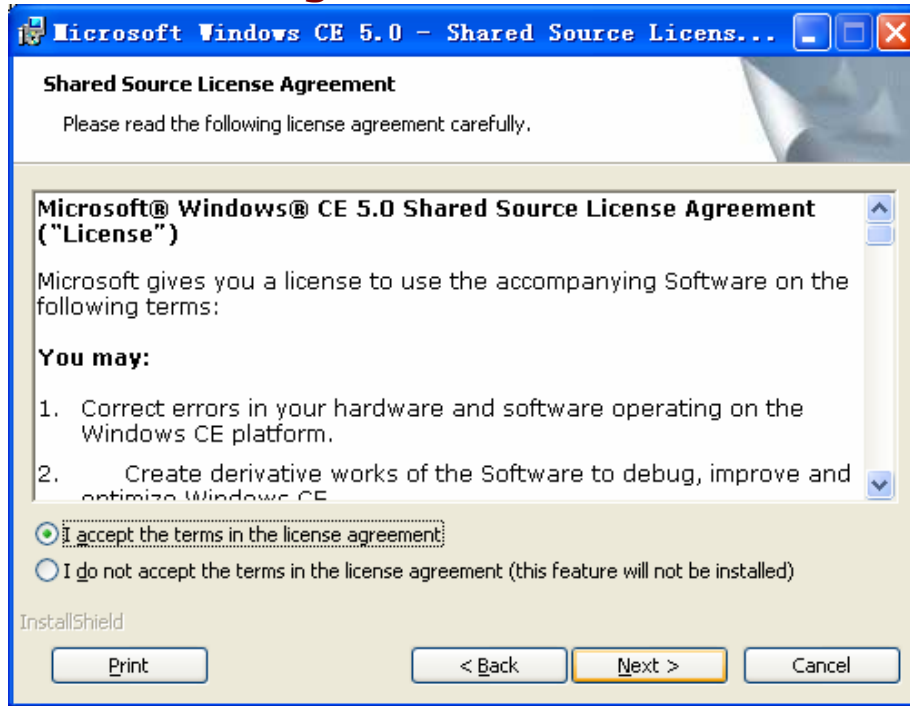 Microsoft Windows CE 5.0 - Shared Source Licens...
Shared Source License Agreement
Please read the following license agreement carefully.
Microsoft® Windows® CE 5.0 Shared Source License Agreement
("License")
Microsoft gives you a license to use the accompanying Software on the
following terms:
You may:
1. Correct errors in your hardware and software operating on the
Windows CE platform.
2. Create derivative works of the Software to debug, improve and
optimize Windows CE
I accept the terms in the license agreement
I do not accept the terms in the license agreement (this feature will not be installed)
InstallShield
Print
< Back
Next >
Cancel